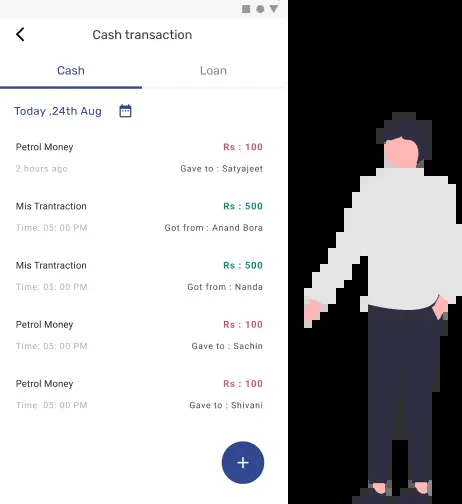 Cash transaction
Cash Loan
Today ,24th Aug
Petrol Money Rs : 100
2 hours ago Gave to : Satyajeet
Mis Trantraction Rs : 500
Time: 05: 00 PM Got from : Anand Bora
Mis Trantraction Rs : 500
Time: 05: 00 PM Got from : Nanda
Petrol Money Rs : 100
Time: 05: 00 PM Gave to : Sachin
Petrol Money Rs : 100
Time: 05: 00 PM Gave to : Shivani
+